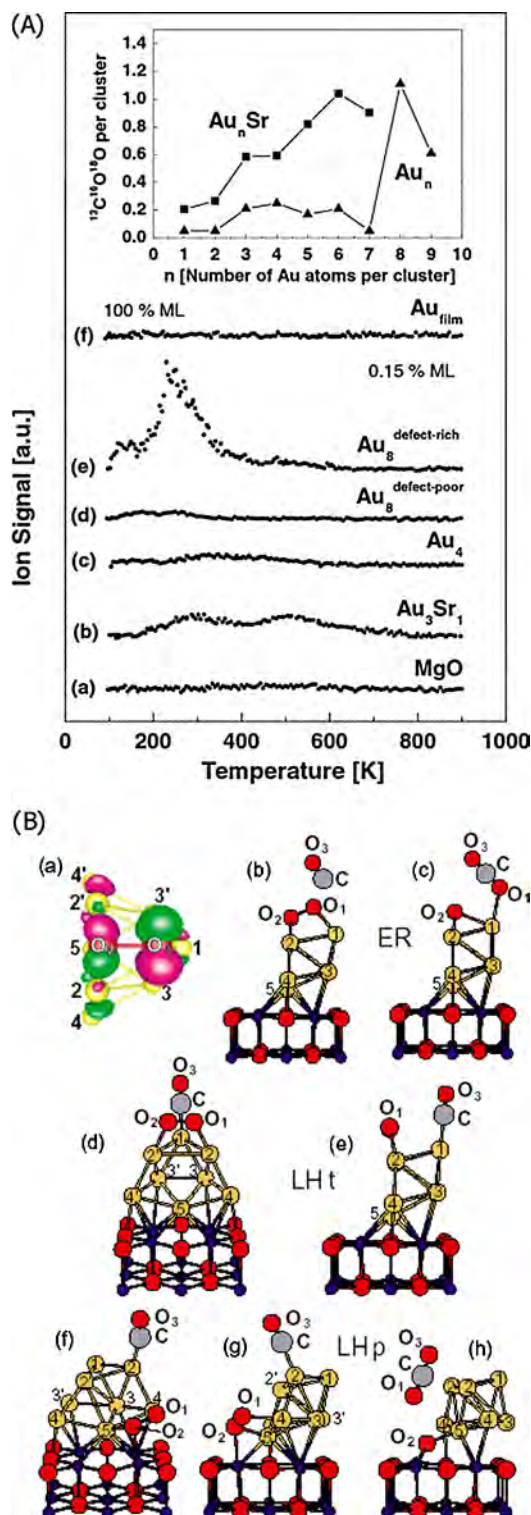 (A)
1.4
1.2
1.0
0.8
0.6
0.4
0.2
0.0
¹³C¹⁶O¹⁸O per cluster
AuₙSr
Auₙ
0 1 2 3 4 5 6 7 8 9 10
n [Number of Au atoms per cluster]
100 % ML
Au film
(f)
0.15 % ML
Au₈ defect-rich
(e)
Au₈ defect-poor
(d)
Au₄
(c)
Au₃Sr₁
(b)
MgO
(a)
Ion Signal [a.u.]
0 200 400 600 800 1000
Temperature [K]
(B)
(a)
4'
2'
3'
5
O
O
1
2
3
4
(b)
O₃
C
O₂
O₁
2
1
4
3
5
ER
(c)
O₃
C
O₁
O₂
2
1
4
3
5
(d)
O₃
C
O₂
O₁
1
2'
2
3'
3
4'
4
5
LH t
(e)
O₃
C
O₁
2
1
4
3
5
LH p
(f)
O₃
C
1
2
2'
3'
3
4
4'
5
O₁
O₂
(g)
O₃
C
2'
2
1
O₁
4
3
3'
O₂
(h)
O₃
C
O₁
O₂